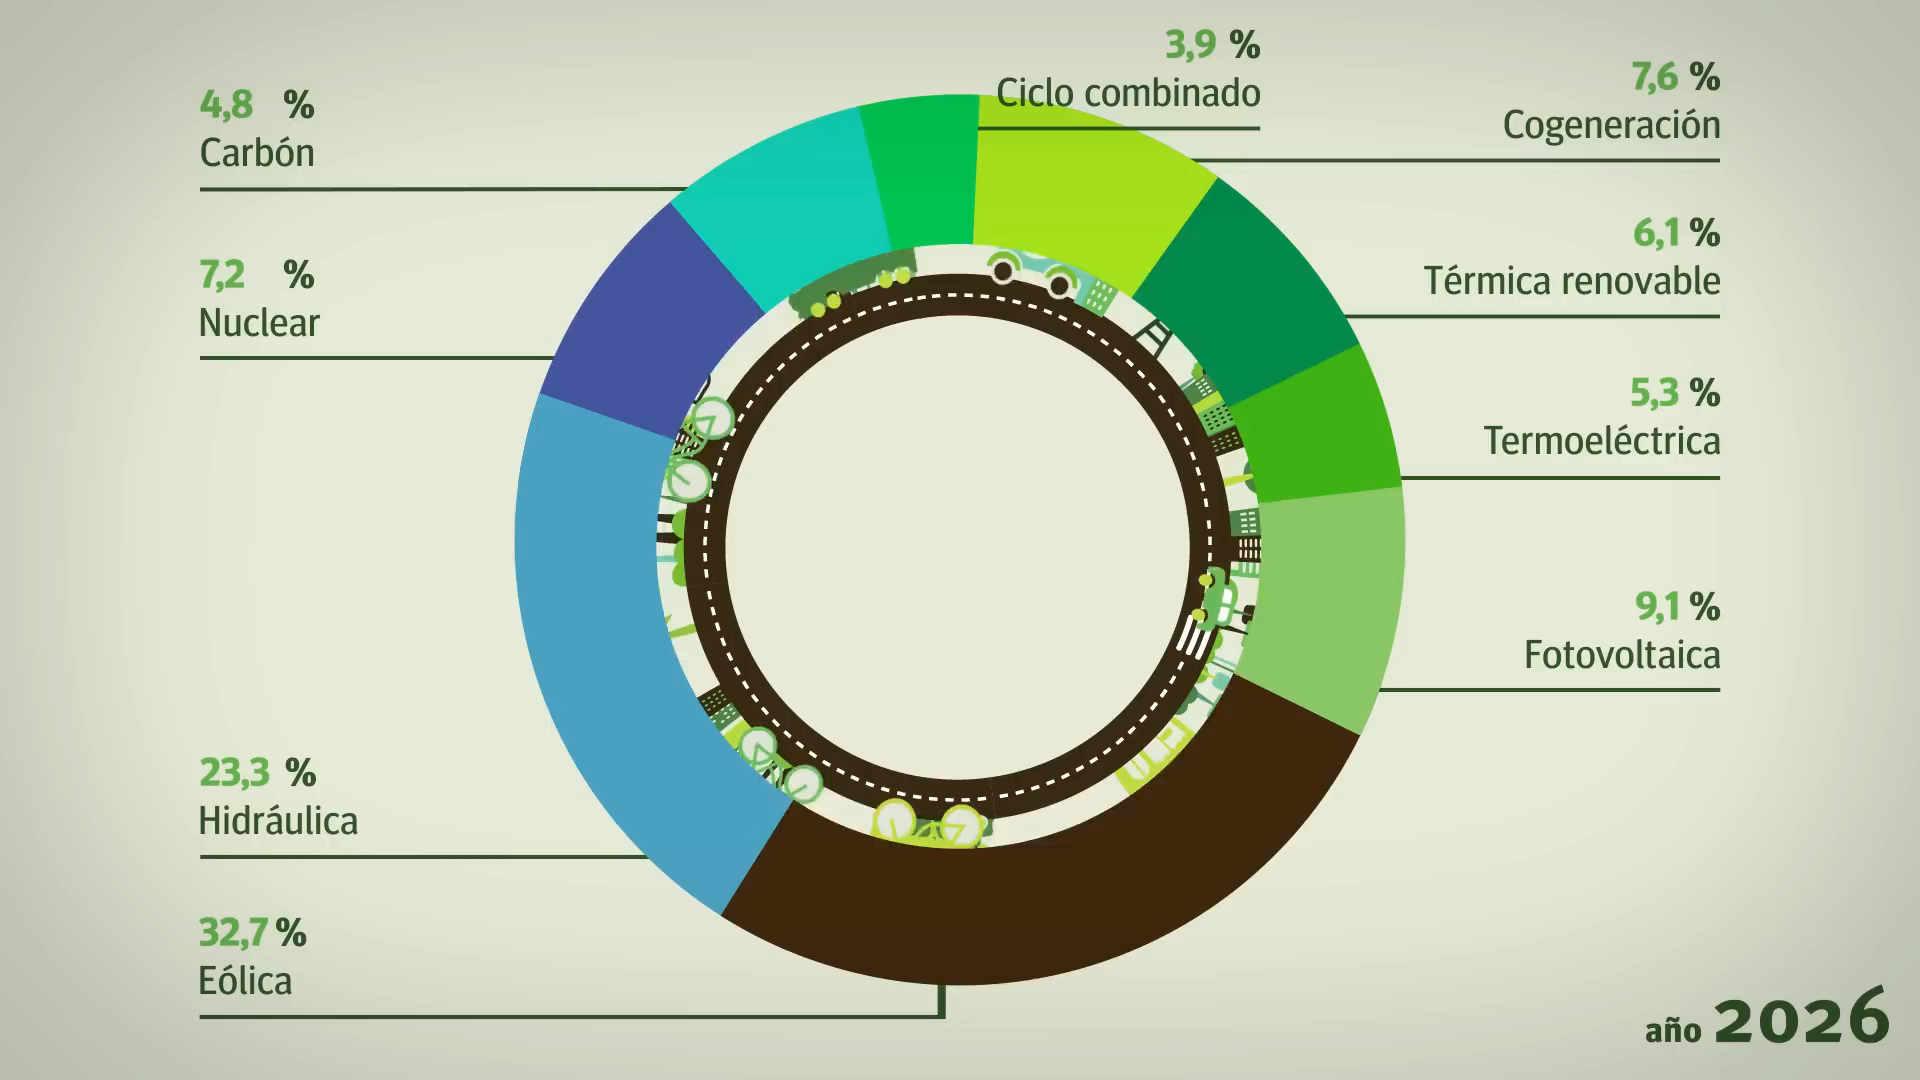 3,9 %
Ciclo combinado
4,8 %
Carbón
7,6 %
Cogeneración
7,2 %
Nuclear
6,1 %
Térmica renovable
5,3 %
Termoeléctrica
9,1 %
Fotovoltaica
23,3 %
Hidráulica
32,7 %
Eólica
año 2026